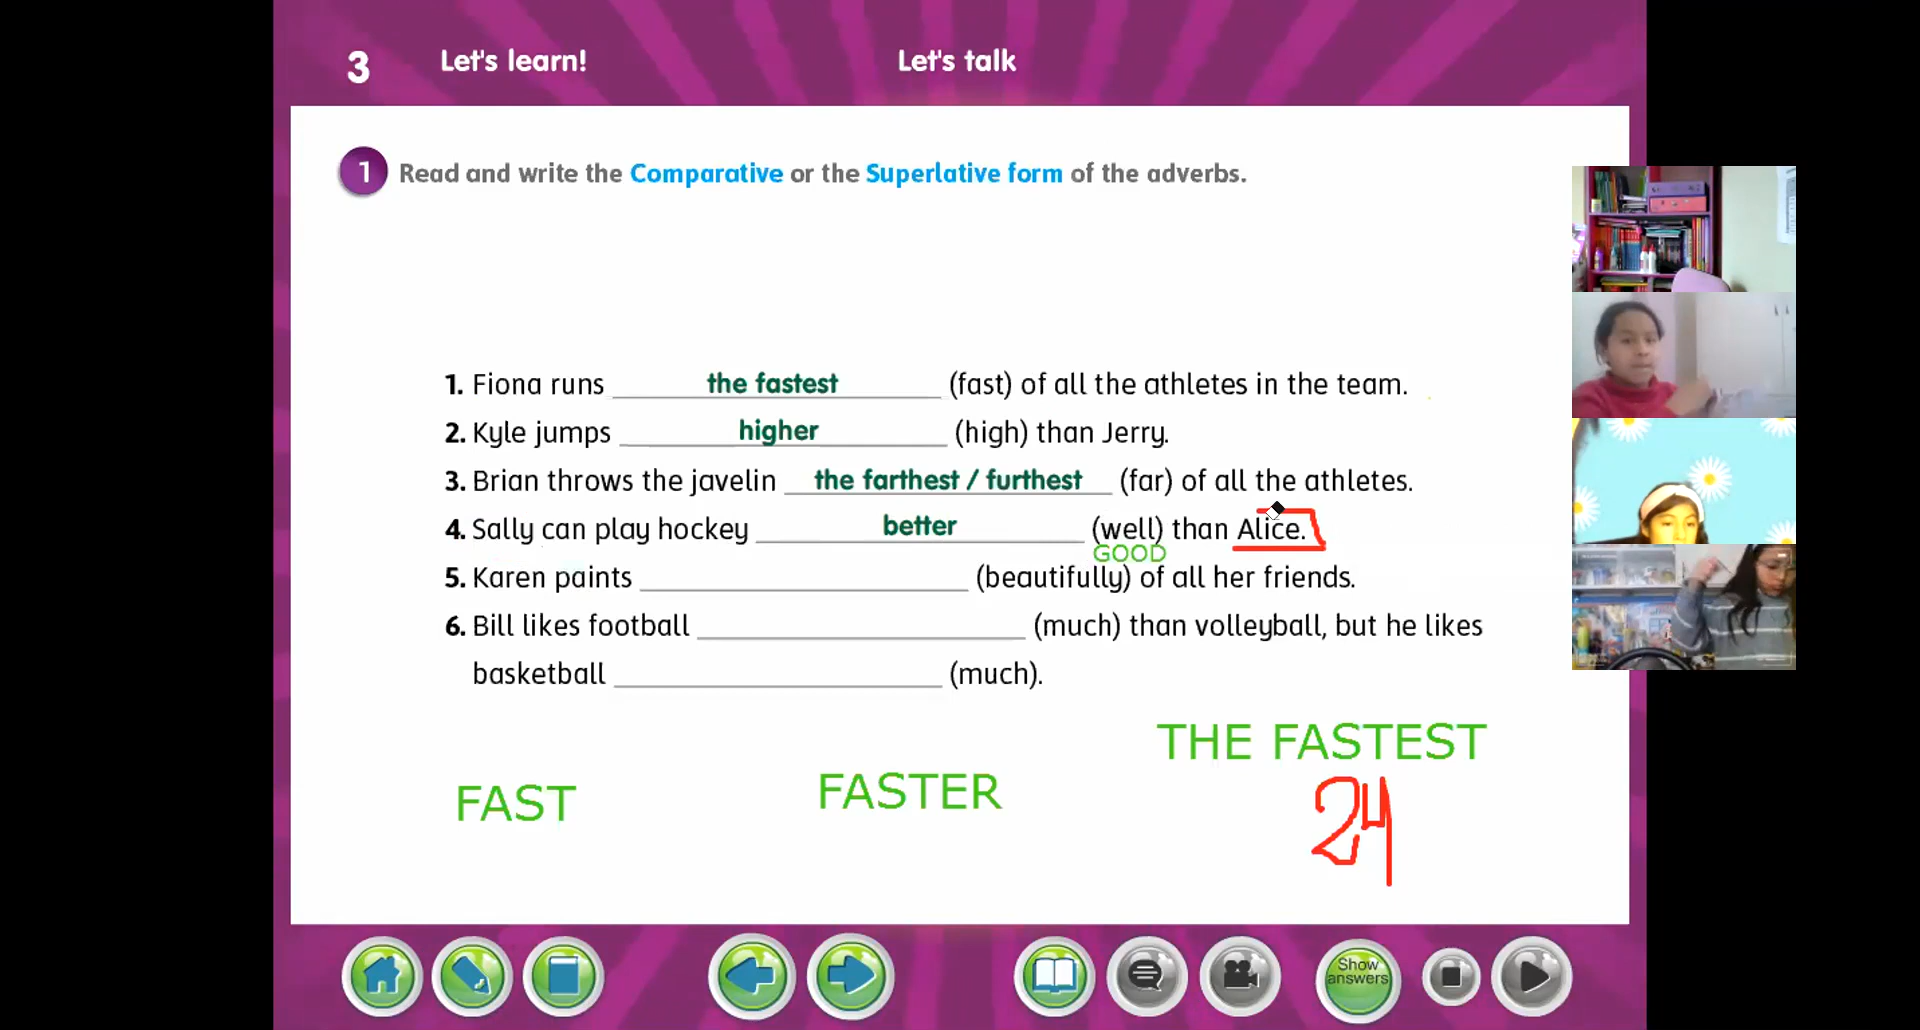 3 Let's learn! Let's talk
1 Read and write the Comparative or the Superlative form of the adverbs.
1. Fiona runs the fastest (fast) of all the athletes in the team.
2. Kyle jumps higher (high) than Jerry.
3. Brian throws the javelin the farthest / furthest (far) of all the athletes.
4. Sally can play hockey better (well) than Alice.
GOOD
5. Karen paints (beautifully) of all her friends.
6. Bill likes football (much) than volleyball, but he likes
basketball (much).
THE FASTEST
FAST FASTER
24
Show
answers